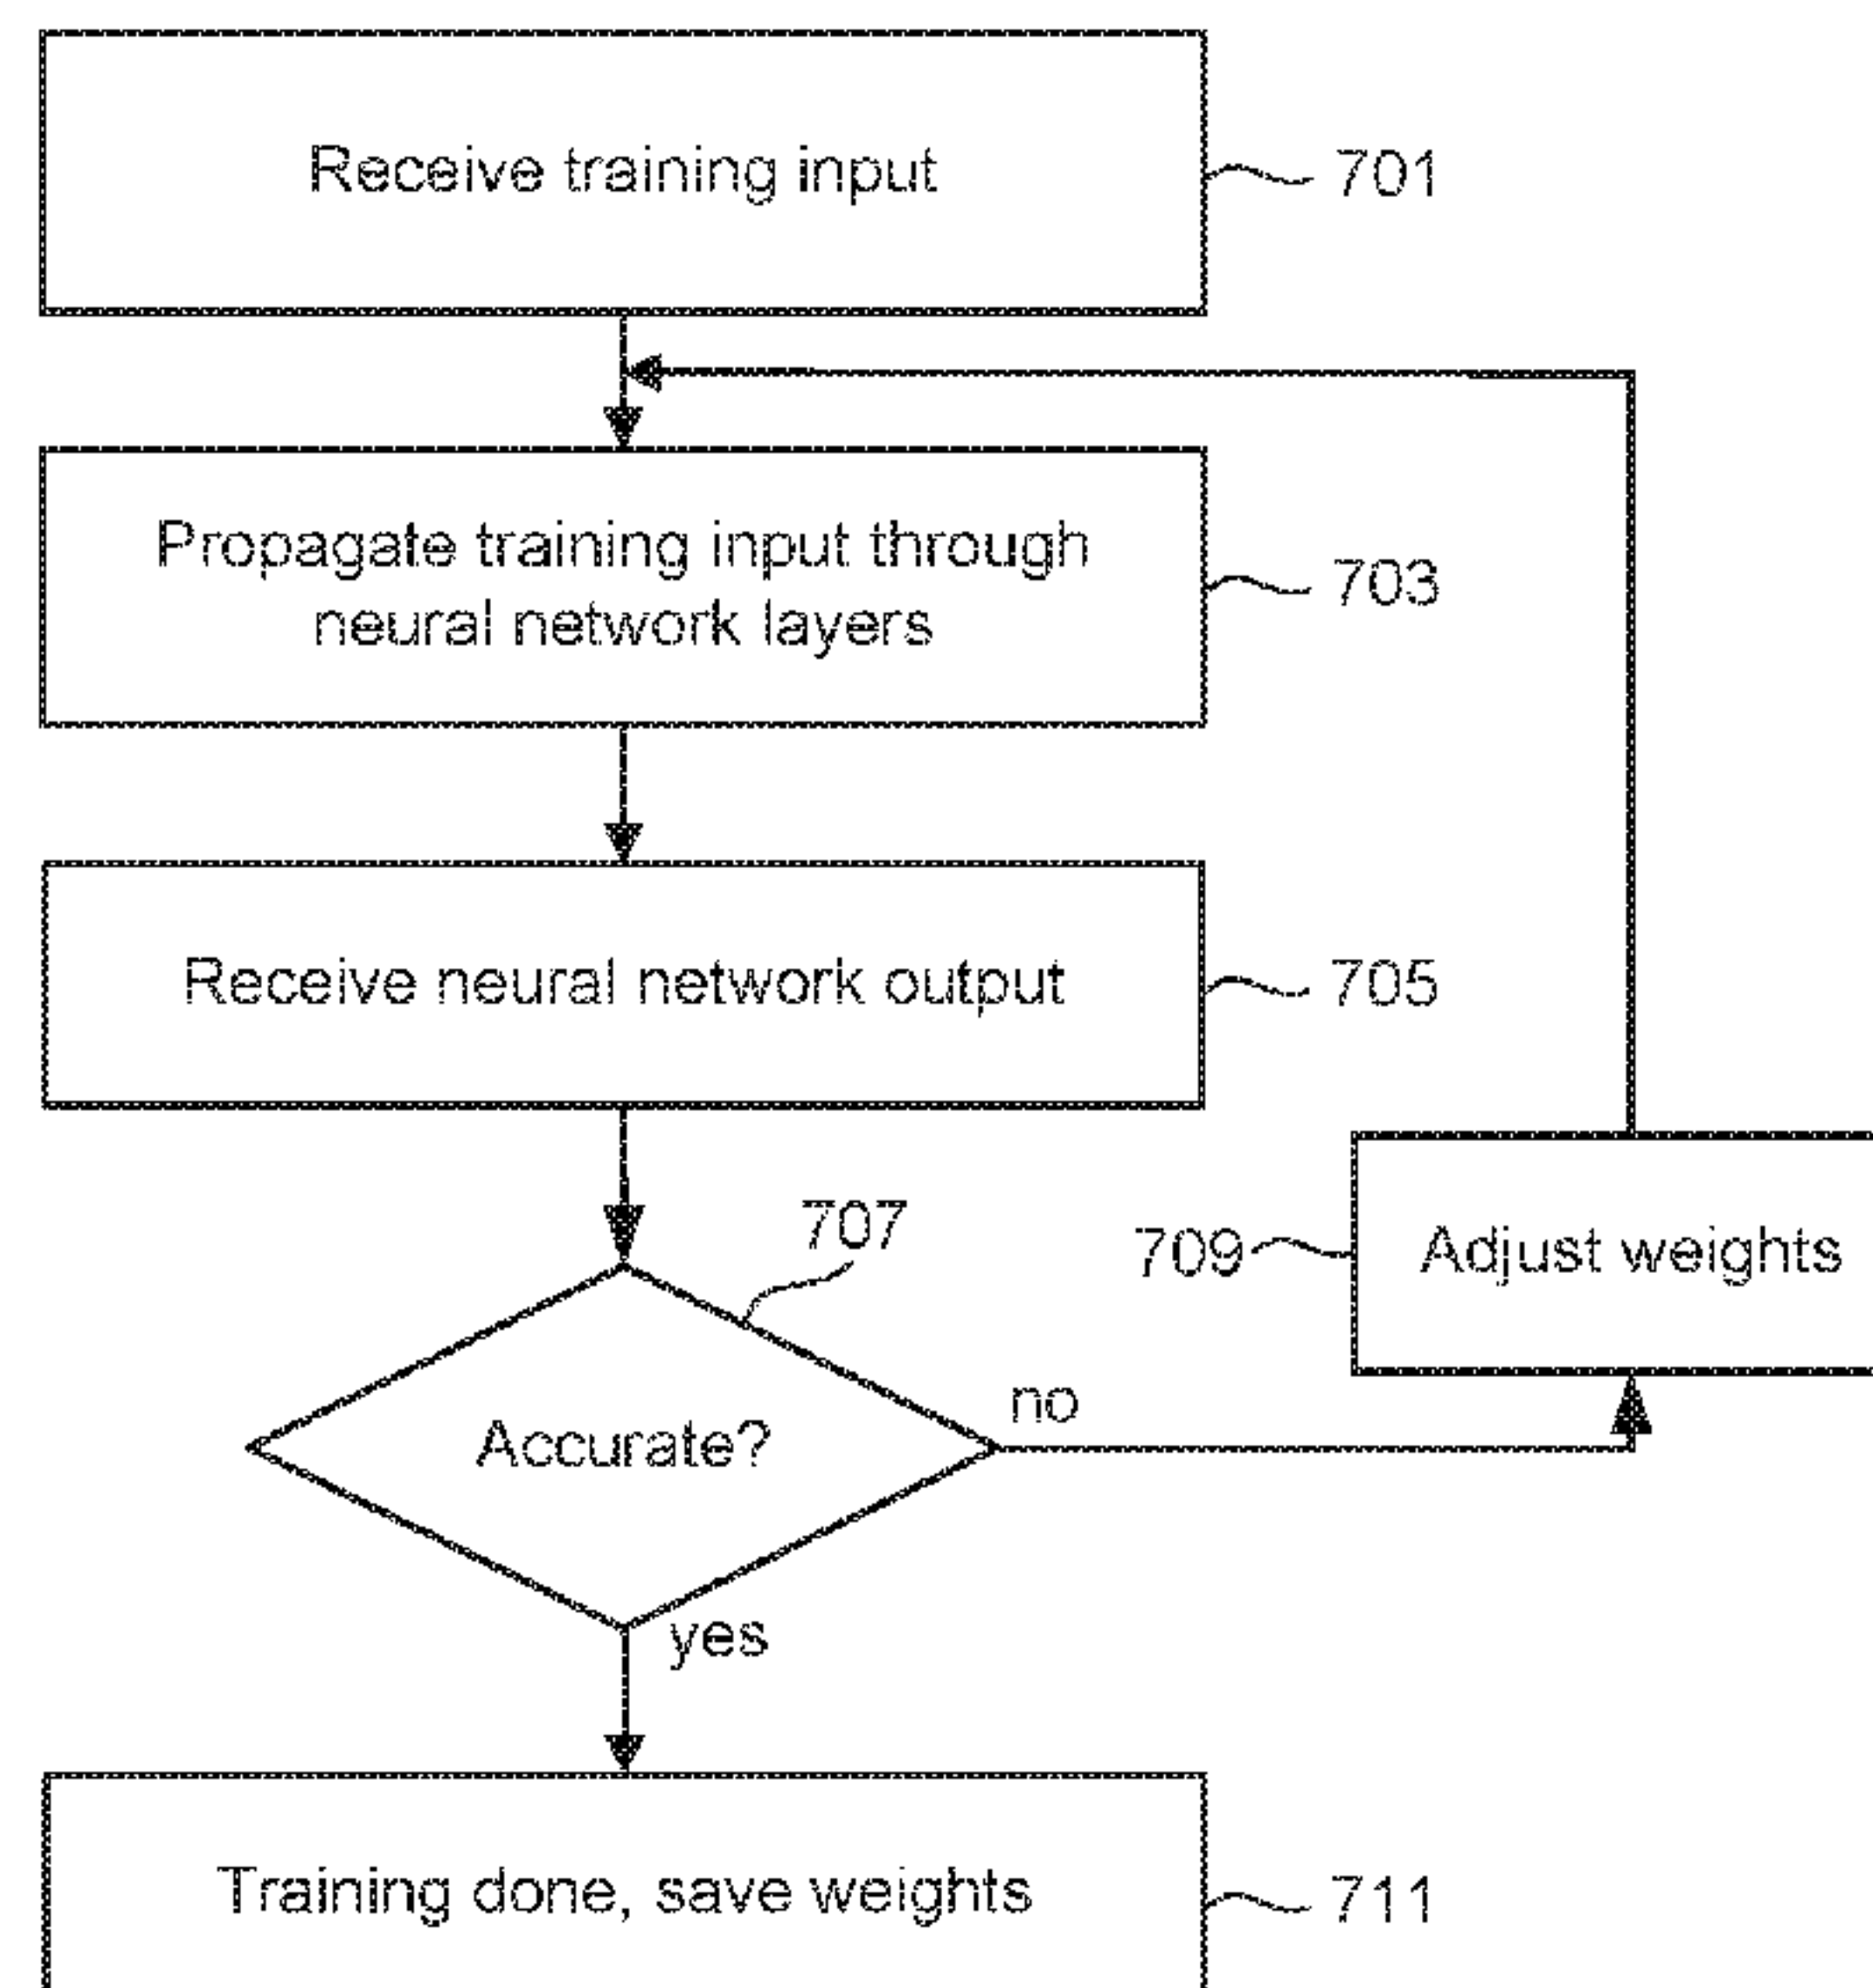 Receive training input
701
Propagate training input through
neural network layers
703
Receive neural network output
705
707
709
Adjust weights
Accurate?
no
yes
Training done, save weights
711